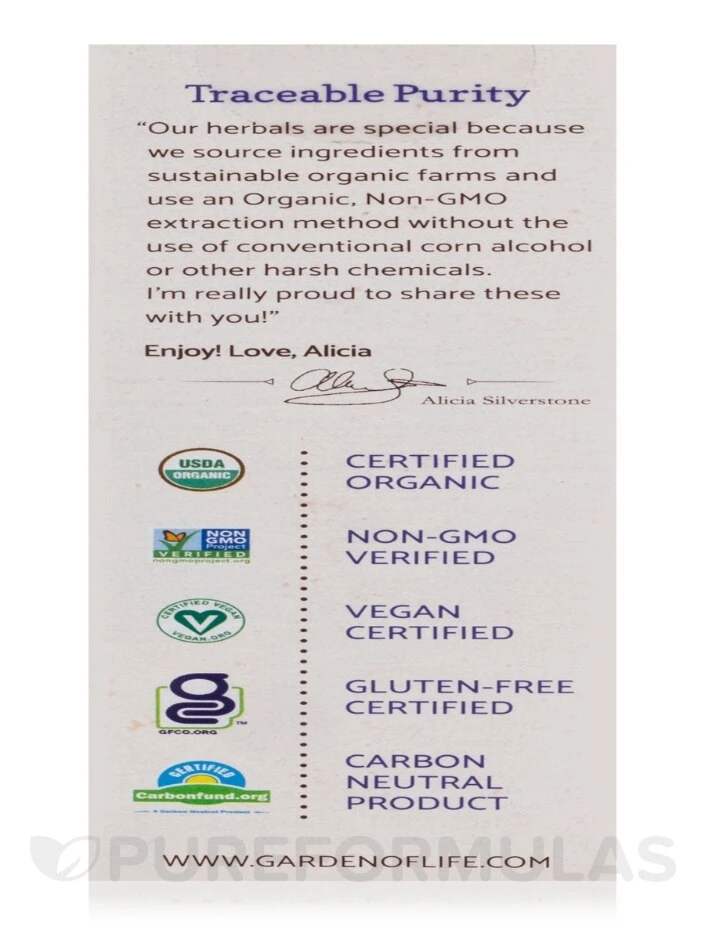 Traceable Purity
“Our herbals are special because
we source ingredients from
sustainable organic farms and
use an Organic, Non-GMO
extraction method without the
use of conventional corn alcohol
or other harsh chemicals.
I’m really proud to share these
with you!”
Enjoy! Love, Alicia
Alicia Silverstone
USDA
ORGANIC
CERTIFIED
ORGANIC
NON
GMO
Project
VERIFIED
nongmoproject.org
NON-GMO
VERIFIED
CERTIFIED VEGAN
VEGAN.ORG
VEGAN
CERTIFIED
GFCO.ORG
TM
GLUTEN-FREE
CERTIFIED
CERTIFIED
Carbonfund.org
A Carbon Neutral Product
CARBON
NEUTRAL
PRODUCT
PUREFORMULAS
WWW.GARDENOFLIFE.COM